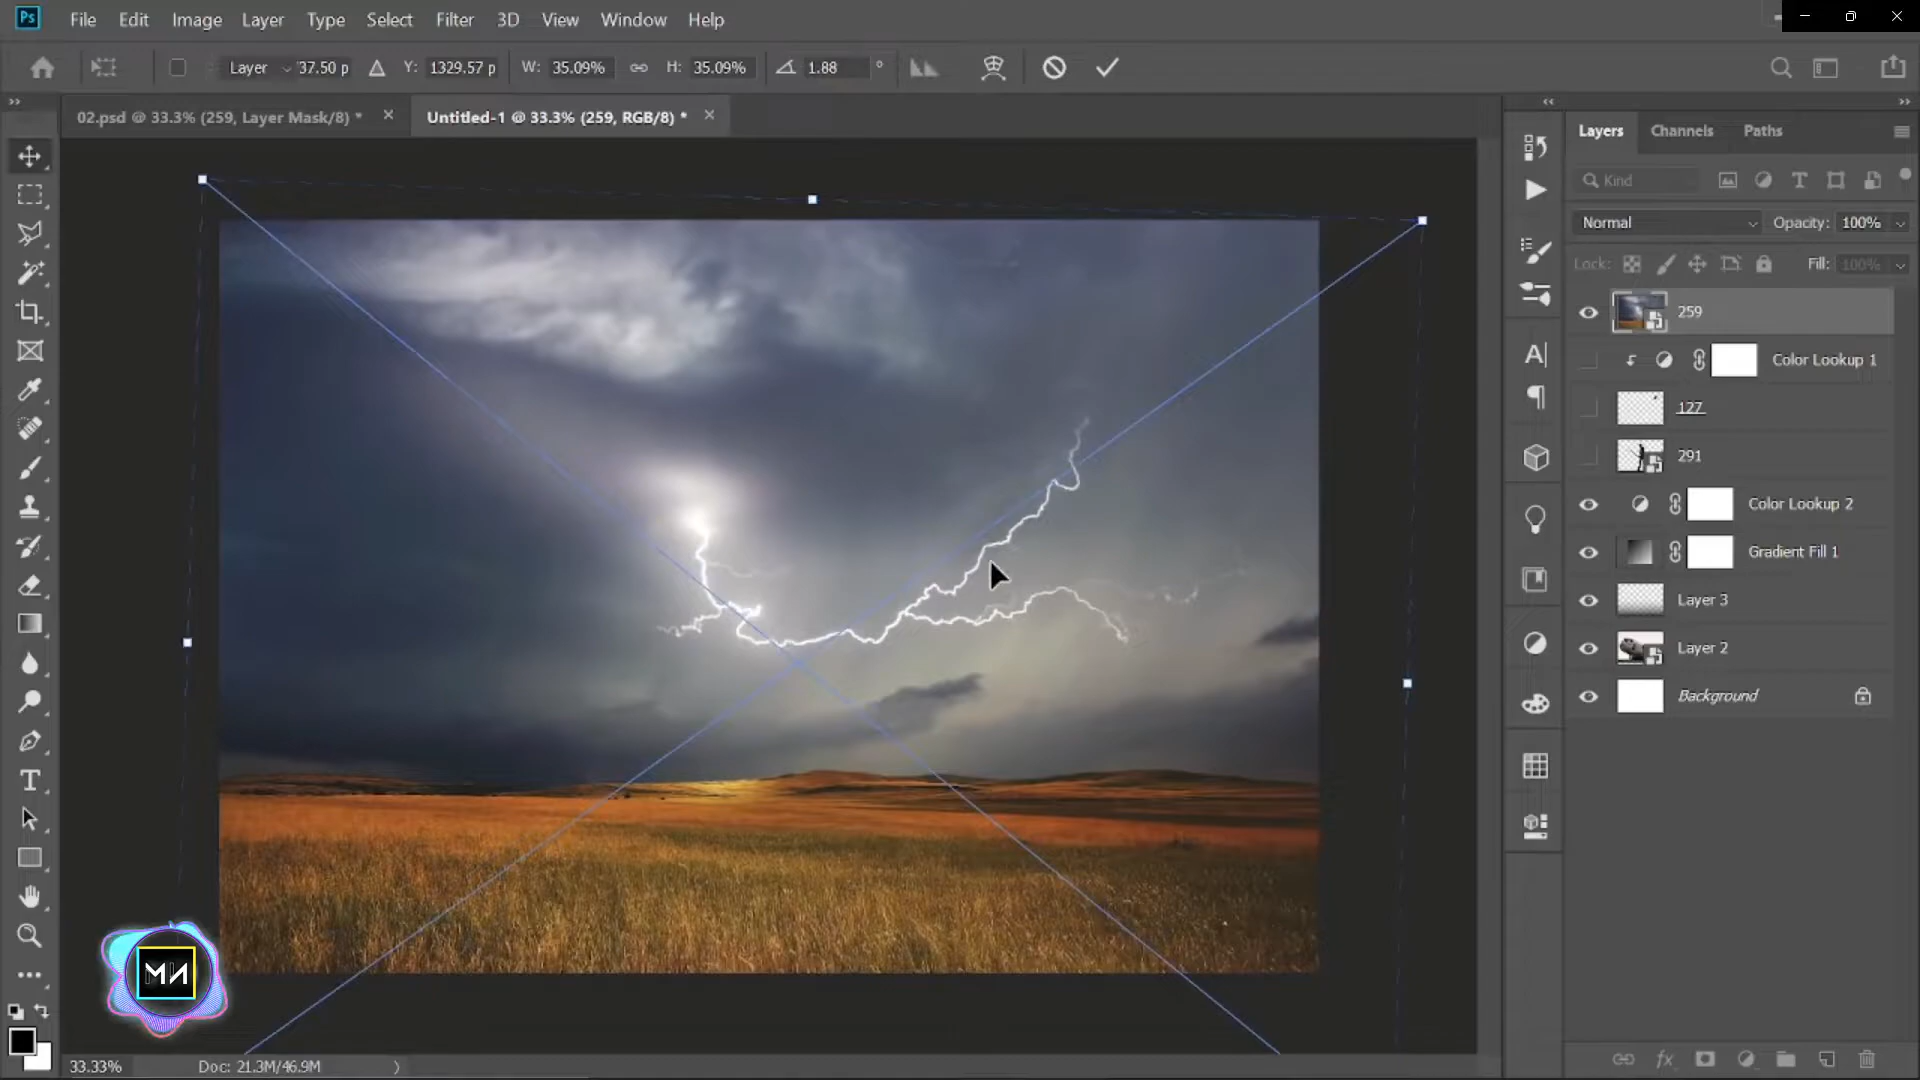 Ps File Edit Image Layer Type Select Filter 3D View Window Help
Layer 37.50 p Y: 1329.57 p W: 35.09% H: 35.09% 1.88 °
02.psd @ 33.3% (259, Layer Mask/8) * Untitled-1 @ 33.3% (259, RGB/8) *
Layers Channels Paths
Kind
Normal Opacity: 100%
Lock: Fill: 100%
259
Color Lookup 1
127
291
Color Lookup 2
Gradient Fill 1
Layer 3
Layer 2
Background
33.33% Doc: 21.3M/46.9M